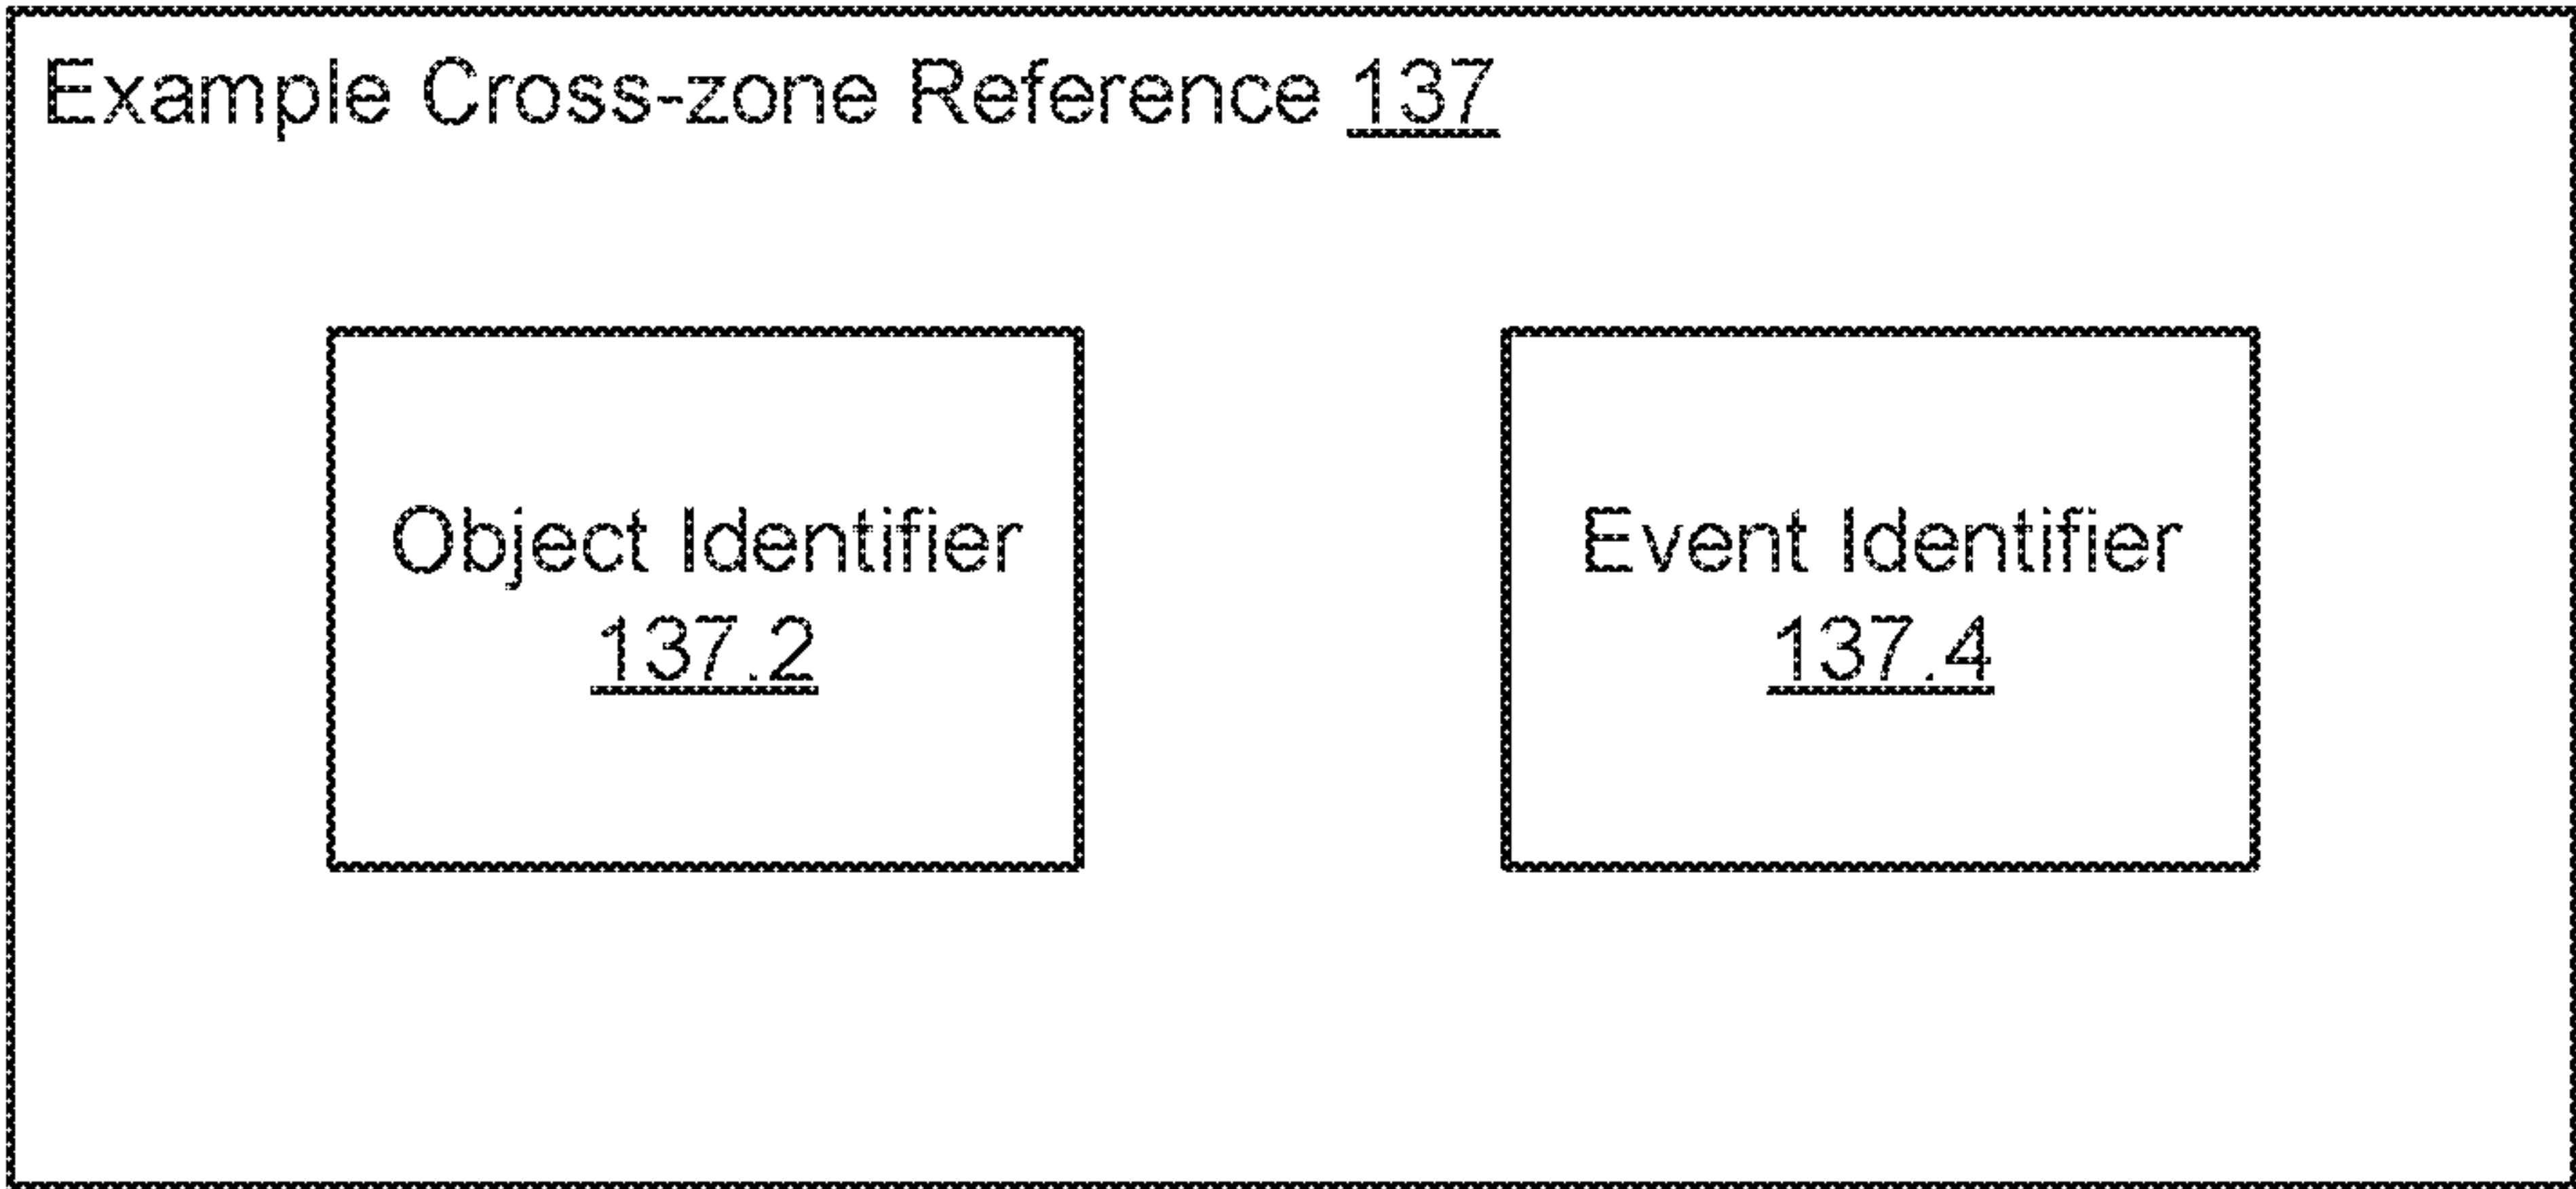 Example Cross-zone Reference 137
Object Identifier
137.2
Event Identifier
137.4